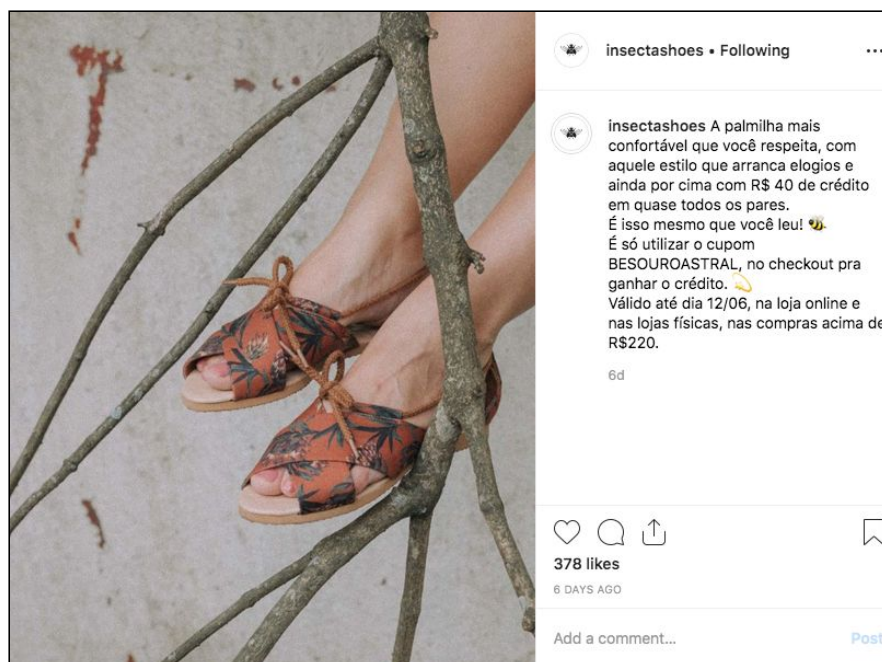 insectashoes • Following
insectashoes A palmilha mais
confortável que você respeita, com
aquele estilo que arranca elogios e
ainda por cima com R$ 40 de crédito
em quase todos os pares.
É isso mesmo que você leu! 🐝
É só utilizar o cupom
BESOUROASTRAL, no checkout pra
ganhar o crédito. 💫
Válido até dia 12/06, na loja online e
nas lojas físicas, nas compras acima de
R$220.
6d
378 likes
6 DAYS AGO
Add a comment...
Post